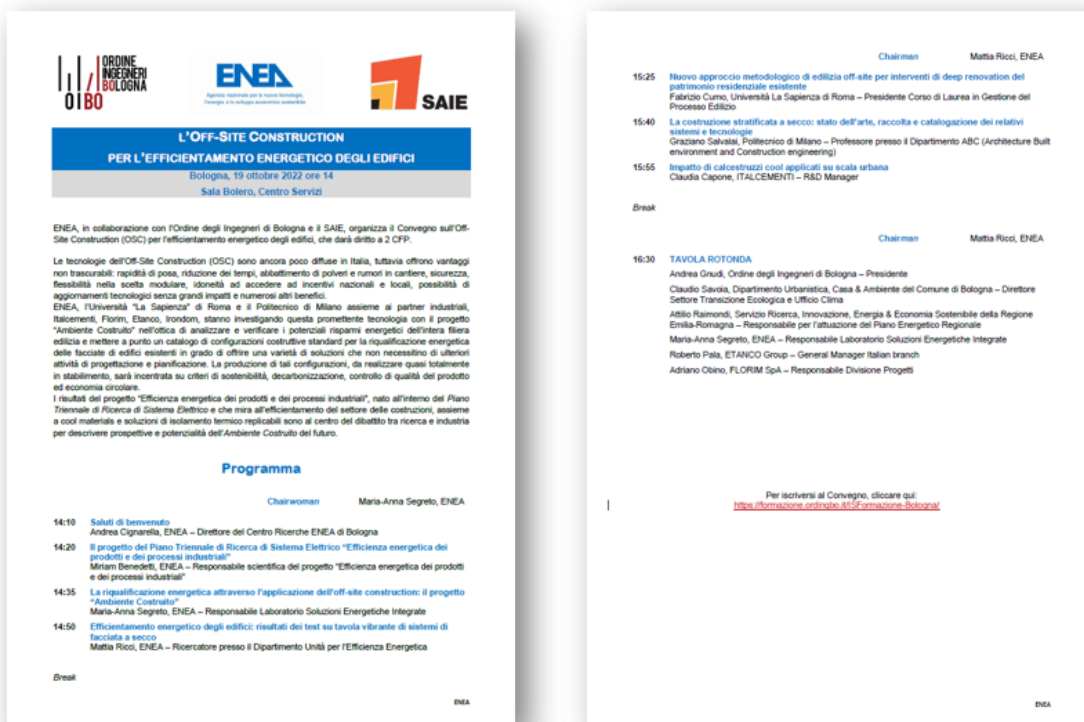 ORDINE
INGEGNERI
BOLOGNA
OIBO
ENEA
Agenzia nazionale per le nuove tecnologie,
l'energia e lo sviluppo economico sostenibile
SAIE
L'OFF-SITE CONSTRUCTION
PER L'EFFICIENTAMENTO ENERGETICO DEGLI EDIFICI
Bologna, 19 ottobre 2022 ore 14
Sala Bolero, Centro Servizi
ENEA, in collaborazione con l'Ordine degli Ingegneri di Bologna e il SAIE, organizza il Convegno sull'Off-
Site Construction (OSC) per l'efficientamento energetico degli edifici, che darà diritto a 2 CFP.
Le tecnologie dell'Off-Site Construction (OSC) sono ancora poco diffuse in Italia, tuttavia offrono vantaggi
non trascurabili: rapidità di posa, riduzione dei tempi, abbattimento di polveri e rumori in cantiere, sicurezza,
flessibilità nella scelta modulare, idoneità ad accedere ad incentivi nazionali e locali, possibilità di
aggiornamenti tecnologici senza grandi impatti e numerosi altri benefici.
ENEA, l'Università "La Sapienza" di Roma e il Politecnico di Milano assieme ai partner industriali,
Italcementi, Florim, Etanco, Irondom, stanno investigando questa promettente tecnologia con il progetto
"Ambiente Costruito" nell'ottica di analizzare e verificare i potenziali risparmi energetici dell'intera filiera
edilizia e mettere a punto un catalogo di configurazioni costruttive standard per la riqualificazione energetica
delle facciate di edifici esistenti in grado di offrire una varietà di soluzioni che non necessitino di ulteriori
attività di progettazione e pianificazione. La produzione di tali configurazioni, da realizzare quasi totalmente
in stabilimento, sarà incentrata su criteri di sostenibilità, decarbonizzazione, controllo di qualità del prodotto
ed economia circolare.
I risultati del progetto "Efficienza energetica dei prodotti e dei processi industriali", nato all'interno del Piano
Triennale di Ricerca di Sistema Elettrico e che mira all'efficientamento del settore delle costruzioni, assieme
a cool materials e soluzioni di isolamento termico replicabili sono al centro del dibattito tra ricerca e industria
per descrivere prospettive e potenzialità dell'Ambiente Costruito del futuro.
Programma
Chairwoman Maria-Anna Segreto, ENEA
14:10 Saluti di benvenuto
Andrea Cignarella, ENEA – Direttore del Centro Ricerche ENEA di Bologna
14:20 Il progetto del Piano Triennale di Ricerca di Sistema Elettrico "Efficienza energetica dei
prodotti e dei processi industriali"
Miriam Benedetti, ENEA – Responsabile scientifica del progetto "Efficienza energetica dei prodotti
e dei processi industriali"
14:35 La riqualificazione energetica attraverso l'applicazione dell'off-site construction: il progetto
"Ambiente Costruito"
Maria-Anna Segreto, ENEA – Responsabile Laboratorio Soluzioni Energetiche Integrate
14:50 Efficientamento energetico degli edifici: risultati dei test su tavola vibrante di sistemi di
facciata a secco
Mattia Ricci, ENEA – Ricercatore presso il Dipartimento Unità per l'Efficienza Energetica
Break
ENEA
Chairman Mattia Ricci, ENEA
15:25 Nuovo approccio metodologico di edilizia off-site per interventi di deep renovation del
patrimonio residenziale esistente
Fabrizio Cumo, Università La Sapienza di Roma – Presidente Corso di Laurea in Gestione del
Processo Edilizio
15:40 La costruzione stratificata a secco: stato dell'arte, raccolta e catalogazione dei relativi
sistemi e tecnologie
Graziano Salvalai, Politecnico di Milano – Professore presso il Dipartimento ABC (Architecture Built
environment and Construction engineering)
15:55 Impatto di calcestruzzi cool applicati su scala urbana
Claudia Capone, ITALCEMENTI – R&D Manager
Break
Chairman Mattia Ricci, ENEA
16:30 TAVOLA ROTONDA
Andrea Gnudi, Ordine degli Ingegneri di Bologna – Presidente
Claudio Savoia, Dipartimento Urbanistica, Casa & Ambiente del Comune di Bologna – Direttore
Settore Transizione Ecologica e Ufficio Clima
Attilio Raimondi, Servizio Ricerca, Innovazione, Energia & Economia Sostenibile della Regione
Emilia-Romagna – Responsabile per l'attuazione del Piano Energetico Regionale
Maria-Anna Segreto, ENEA – Responsabile Laboratorio Soluzioni Energetiche Integrate
Roberto Pala, ETANCO Group – General Manager Italian branch
Adriano Obino, FLORIM SpA – Responsabile Divisione Progetti
Per iscriversi al Convegno, cliccare qui:
https://formazione.ordingbo.it/ISFormazione-Bologna/
ENEA